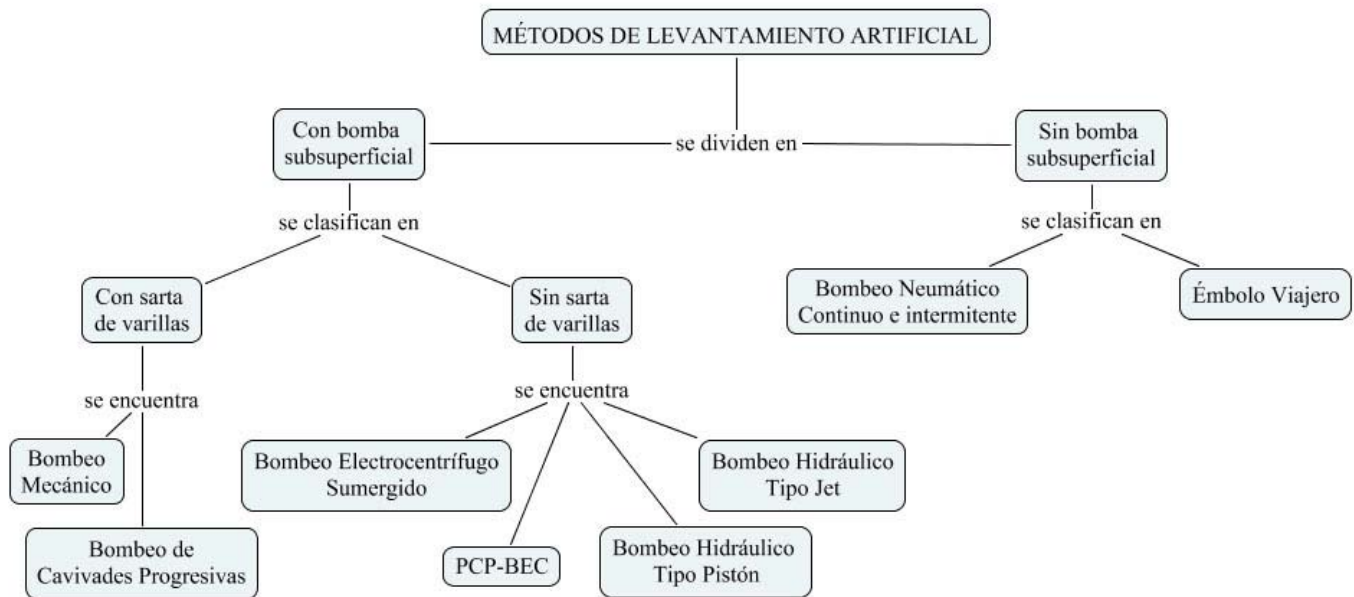 MÉTODOS DE LEVANTAMIENTO ARTIFICIAL
Con bomba
subsuperficial
se dividen en
Sin bomba
subsuperficial
se clasifican en
se clasifican en
Con sarta
de varillas
Sin sarta
de varillas
Bombeo Neumático
Continuo e intermitente
Émbolo Viajero
se encuentra
se encuentra
Bombeo
Mecánico
Bombeo Electrocentrífugo
Sumergido
Bombeo Hidráulico
Tipo Jet
Bombeo de
Cavivades Progresivas
PCP-BEC
Bombeo Hidráulico
Tipo Pistón